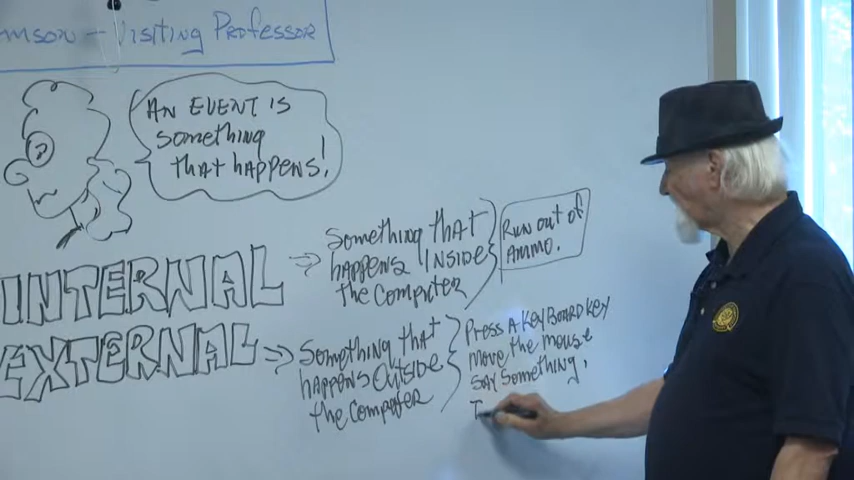 mson - Visiting Professor
AN EVENT IS
something
that happens!
INTERNAL
Something that
happens INSIDE
the computer
Run out of
Ammo.
EXTERNAL
Something that
happens outside
the computer
Press A Keyboard Key
move the mouse
say something,
T